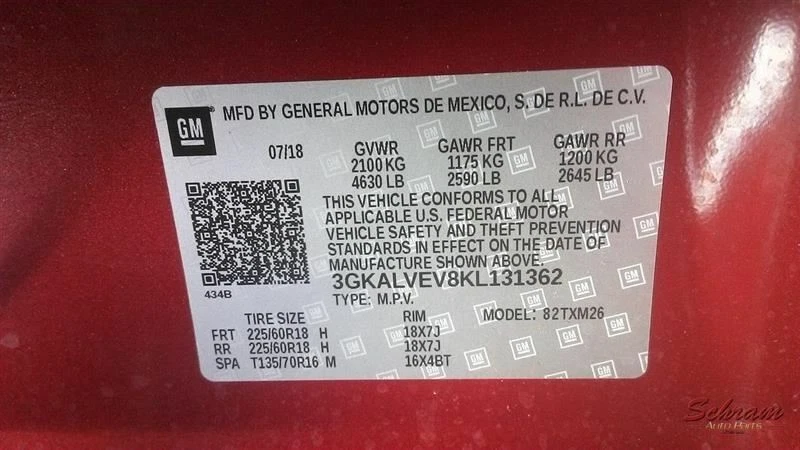 GM MFD BY GENERAL MOTORS DE MEXICO, S. DE R.L. DE C.V.
07/18 GVWR GAWR FRT GAWR RR
2100 KG 1175 KG 1200 KG
4630 LB 2590 LB 2645 LB
THIS VEHICLE CONFORMS TO ALL
APPLICABLE U.S. FEDERAL MOTOR
VEHICLE SAFETY AND THEFT PREVENTION
STANDARDS IN EFFECT ON THE DATE OF
MANUFACTURE SHOWN ABOVE.
434B
3GKALVEV8KL131362
TYPE: M.P.V. MODEL: 82TXM26
TIRE SIZE RIM
FRT 225/60R18 H 18X7J
RR 225/60R18 H 18X7J
SPA T135/70R16 M 16X4BT
Schram
Auto Parts